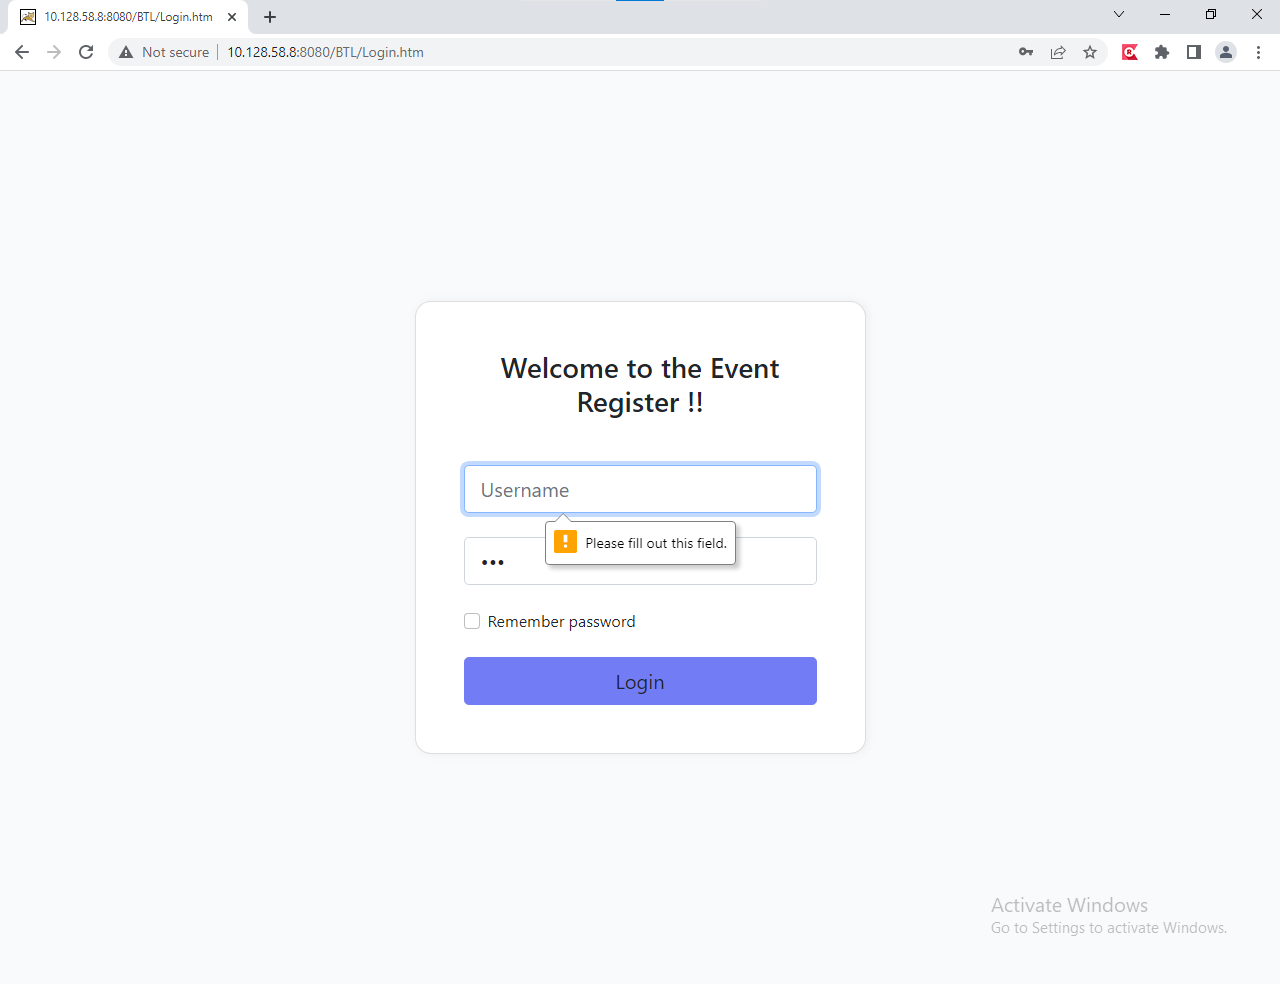 10.128.58.8:8080/BTL/Login.htm
Not secure
10.128.58.8:8080/BTL/Login.htm
Welcome to the Event
Register !!
Username
Please fill out this field.
•••
Remember password
Login
Activate Windows
Go to Settings to activate Windows.